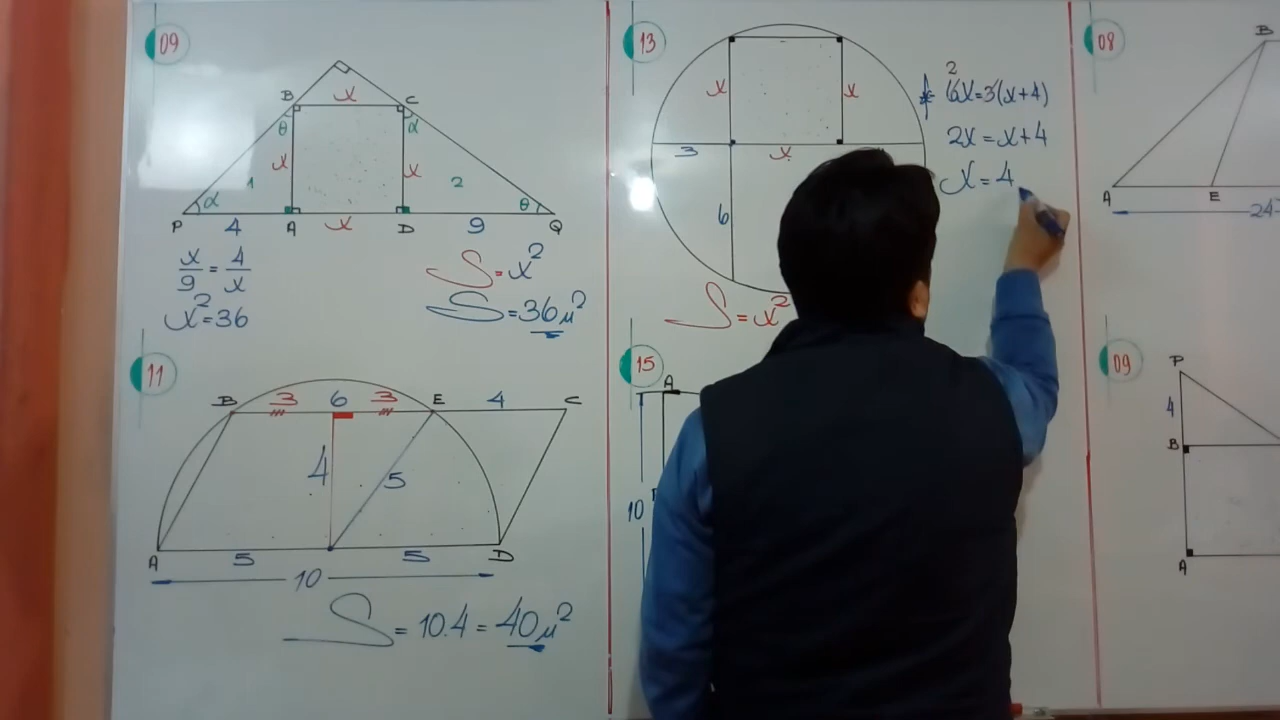 09
B
x
C
θ
α
x
x
1
2
α
θ
P
4
A
x
D
9
Q
x/9 = 4/x
x²=36
S=x²
S=36μ²
11
B
3
6
3
E
4
C
4
5
A
5
5
D
10
S=10.4=40μ²
13
x
x
3
x
6
S=x²
2
* 6x=3(x+4)
2x=x+4
x=4
15
A
10
08
B
A
E
24
09
P
4
B
A